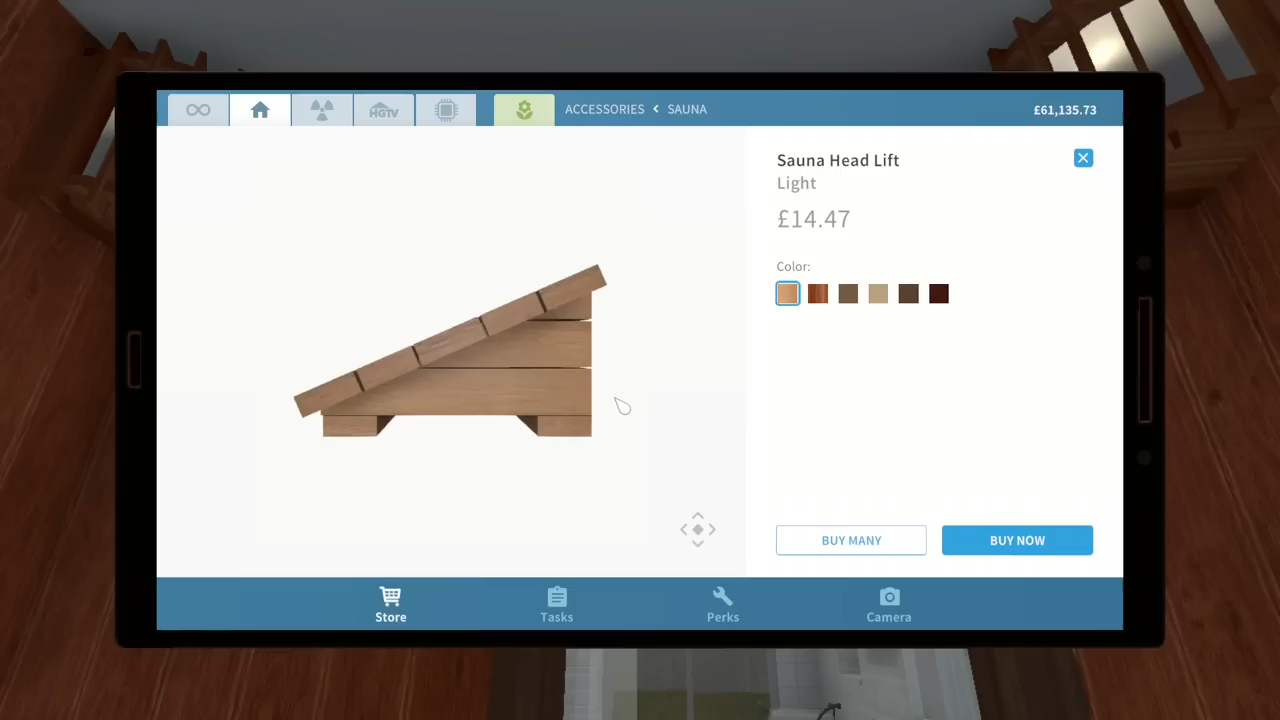 HGTV
ACCESSORIES < SAUNA
£61,135.73
Sauna Head Lift
Light
£14.47
Color:
BUY MANY
BUY NOW
Store
Tasks
Perks
Camera